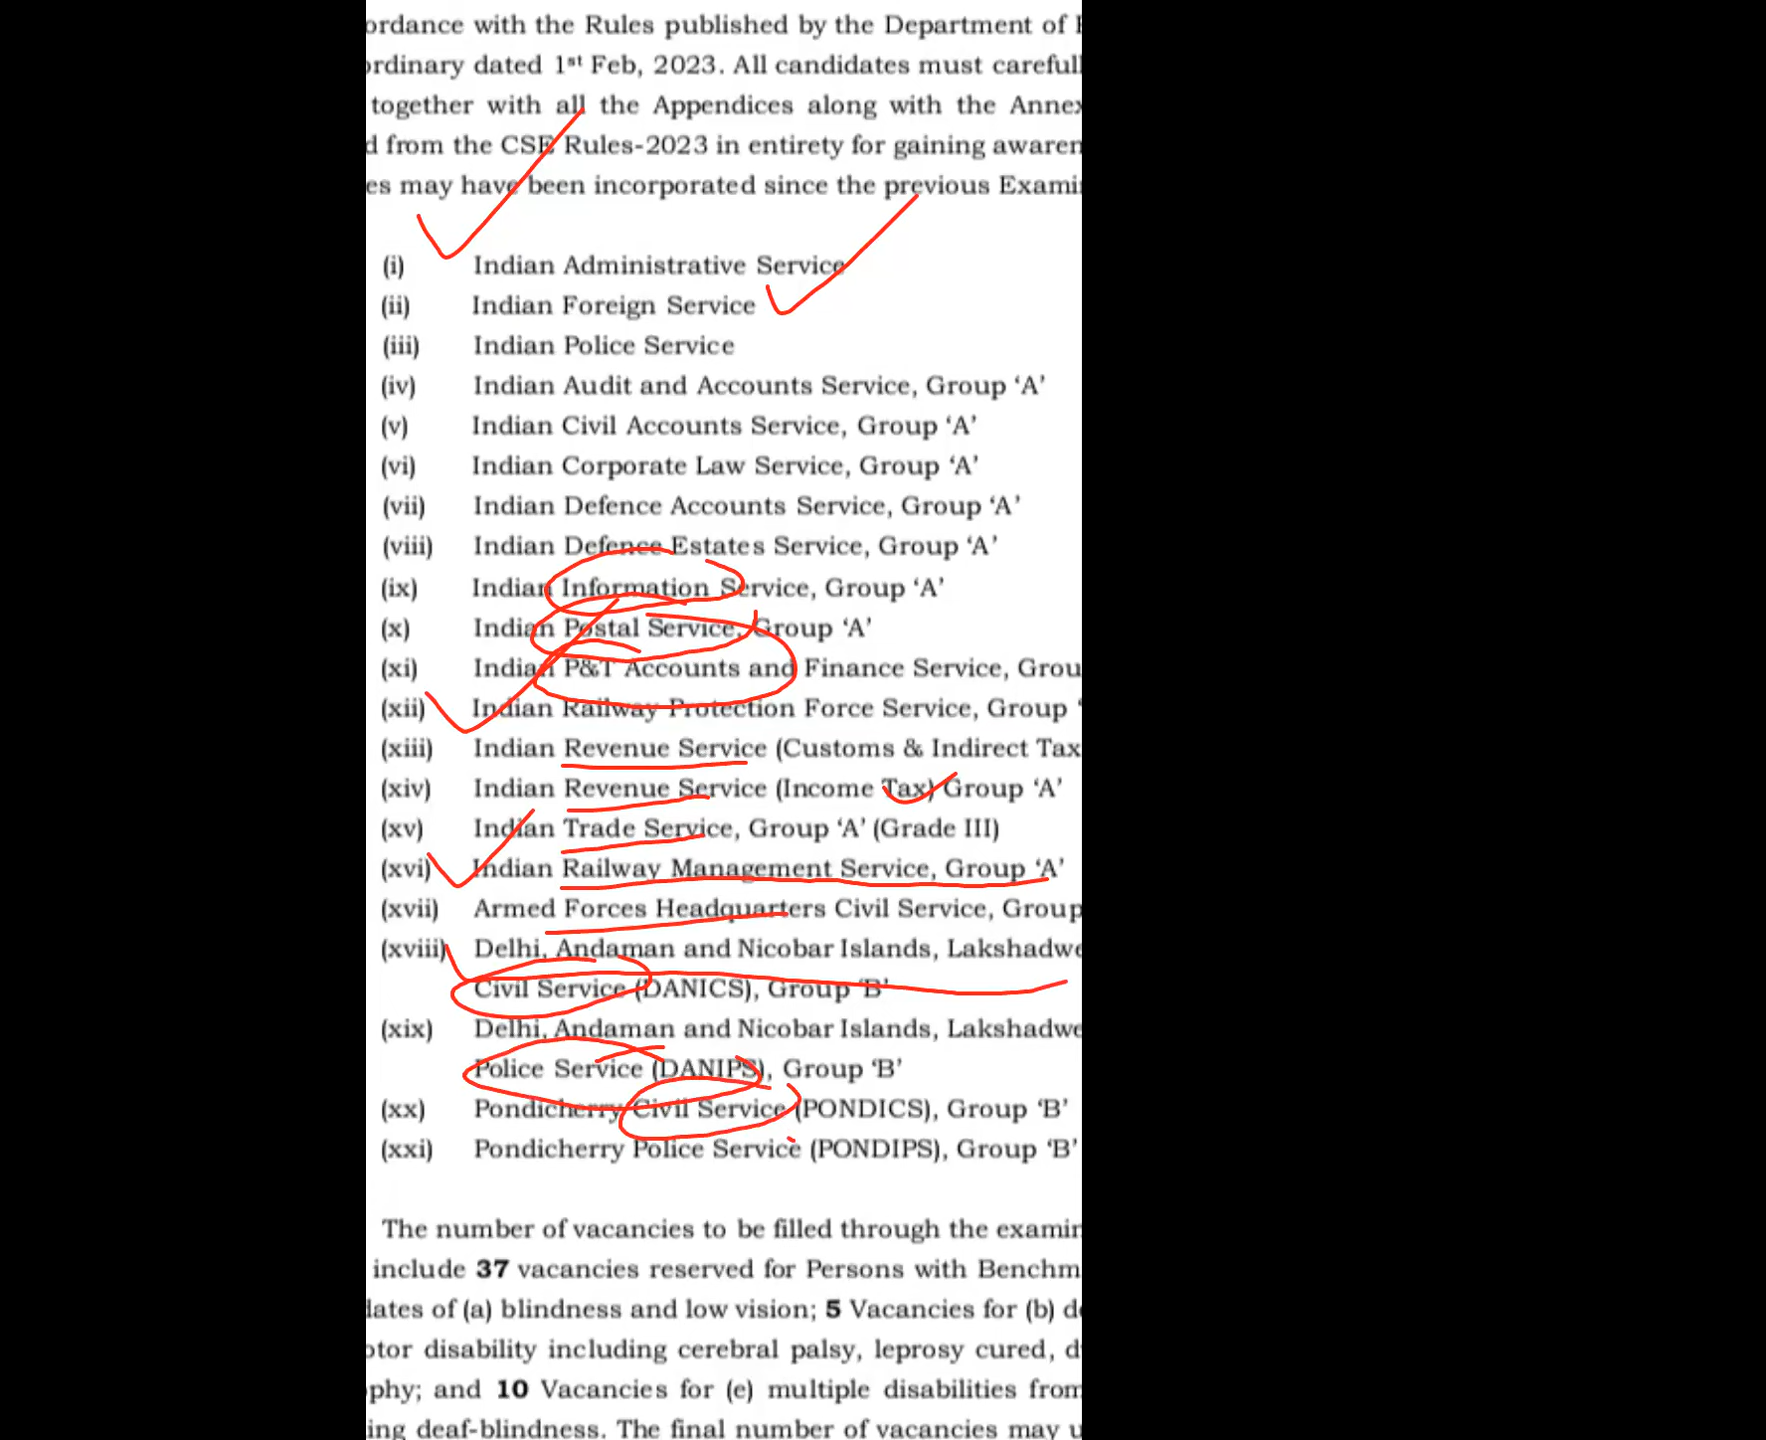 ordance with the Rules published by the Department of
rdinary dated 1st Feb, 2023. All candidates must carefull
together with all the Appendices along with the Annex
d from the CSE Rules-2023 in entirety for gaining awaren
es may have been incorporated since the previous Exami
(i) Indian Administrative Service
(ii) Indian Foreign Service
(iii) Indian Police Service
(iv) Indian Audit and Accounts Service, Group ‘A’
(v) Indian Civil Accounts Service, Group ‘A’
(vi) Indian Corporate Law Service, Group ‘A’
(vii) Indian Defence Accounts Service, Group ‘A’
(viii) Indian Defence Estates Service, Group ‘A’
(ix) Indian Information Service, Group ‘A’
(x) Indian Postal Service, Group ‘A’
(xi) Indian P&T Accounts and Finance Service, Grou
(xii) Indian Railway Protection Force Service, Group ‘
(xiii) Indian Revenue Service (Customs & Indirect Tax
(xiv) Indian Revenue Service (Income Tax) Group ‘A’
(xv) Indian Trade Service, Group ‘A’ (Grade III)
(xvi) Indian Railway Management Service, Group ‘A’
(xvii) Armed Forces Headquarters Civil Service, Group
(xviii) Delhi, Andaman and Nicobar Islands, Lakshadwe
Civil Service (DANICS), Group ‘B’
(xix) Delhi, Andaman and Nicobar Islands, Lakshadwe
Police Service (DANIPS), Group ‘B’
(xx) Pondicherry Civil Service (PONDICS), Group ‘B’
(xxi) Pondicherry Police Service (PONDIPS), Group ‘B’
The number of vacancies to be filled through the examin
include 37 vacancies reserved for Persons with Benchm
dates of (a) blindness and low vision; 5 Vacancies for (b) d
otor disability including cerebral palsy, leprosy cured, d
phy; and 10 Vacancies for (e) multiple disabilities from
ing deaf-blindness. The final number of vacancies may u